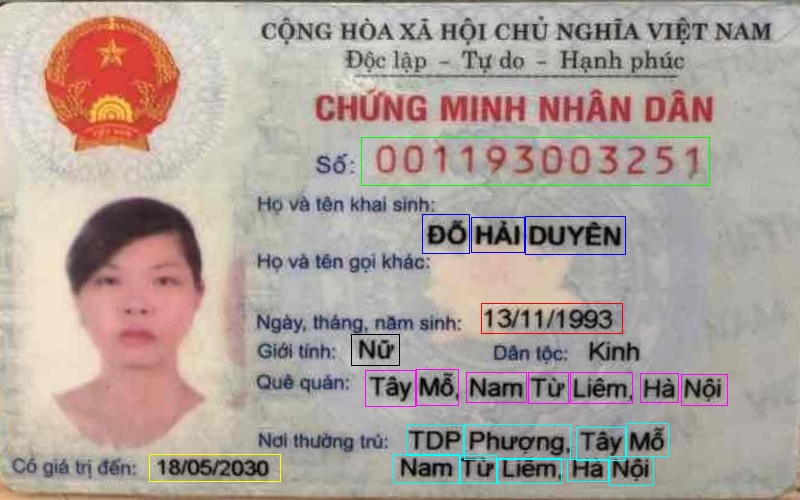 CỘNG HÒA XÃ HỘI CHỦ NGHĨA VIỆT NAM
Độc lập - Tự do - Hạnh phúc
CHỨNG MINH NHÂN DÂN
Số: 001193003251
Họ và tên khai sinh:
ĐỖ HẢI DUYÊN
Họ và tên gọi khác:
Ngày, tháng, năm sinh: 13/11/1993
Giới tính: Nữ Dân tộc: Kinh
Quê quán: Tây Mỗ, Nam Từ Liêm, Hà Nội
Nơi thường trú: TDP Phượng, Tây Mỗ
Có giá trị đến: 18/05/2030 Nam Từ Liêm, Hà Nội